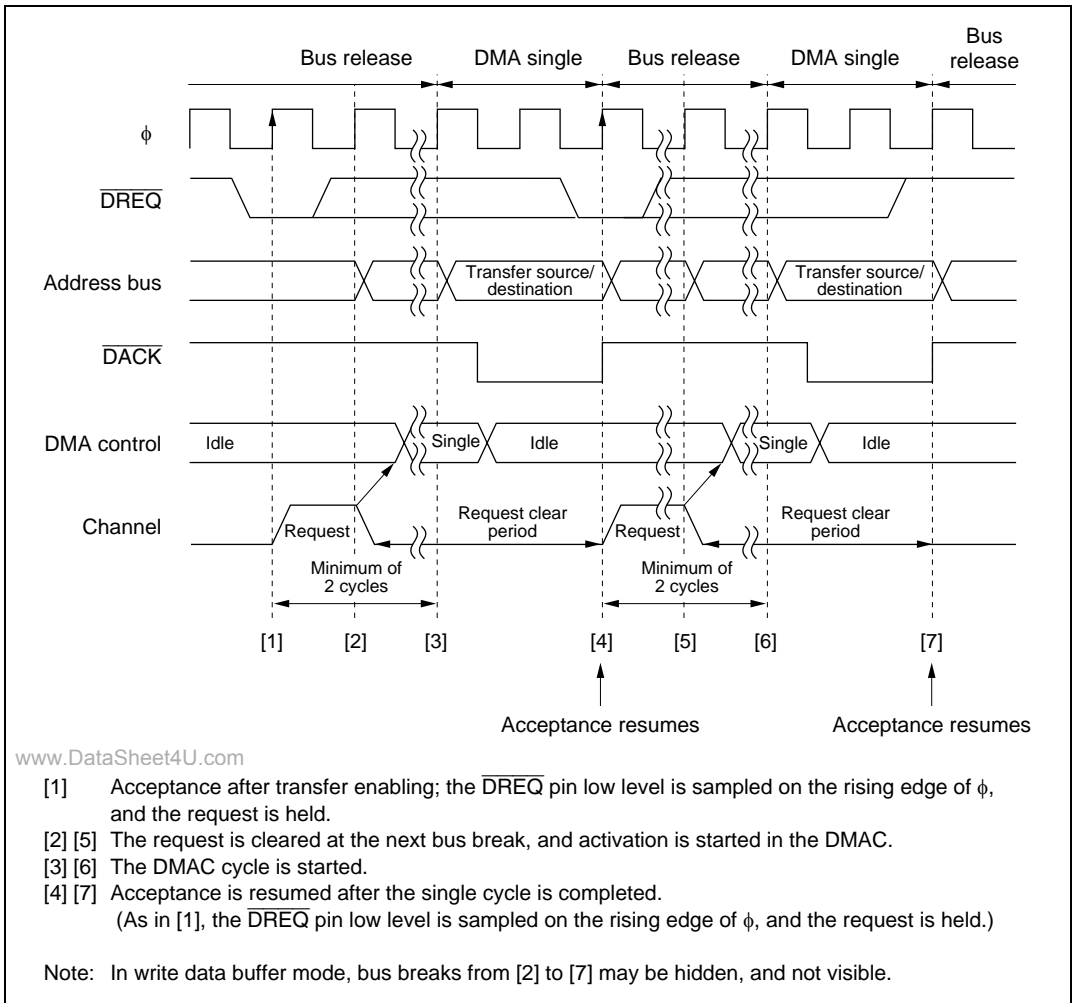 Bus release DMA single Bus release DMA single Bus release
φ
DREQ
Address bus
Transfer source/ destination
Transfer source/ destination
DACK
DMA control
Idle Single Idle Single Idle
Channel
Request
Request clear period
Request
Request clear period
Minimum of 2 cycles
Minimum of 2 cycles
[1] [2] [3] [4] [5] [6] [7]
Acceptance resumes Acceptance resumes
www.DataSheet4U.com
[1] Acceptance after transfer enabling; the DREQ pin low level is sampled on the rising edge of φ,
and the request is held.
[2] [5] The request is cleared at the next bus break, and activation is started in the DMAC.
[3] [6] The DMAC cycle is started.
[4] [7] Acceptance is resumed after the single cycle is completed.
(As in [1], the DREQ pin low level is sampled on the rising edge of φ, and the request is held.)
Note: In write data buffer mode, bus breaks from [2] to [7] may be hidden, and not visible.